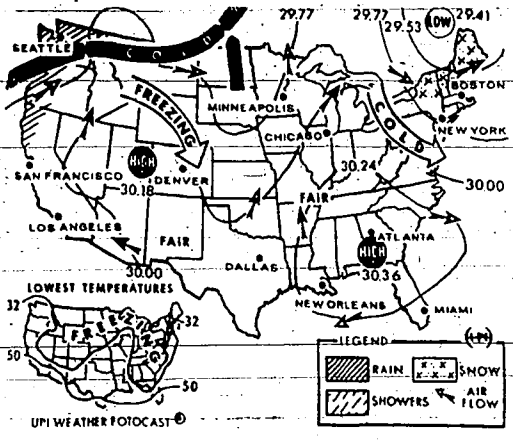 29.77
29.77
29.53
LOW
29.41
SEATTLE
COLD
FREEZING
MINNEAPOLIS
BOSTON
COLD
NEW YORK
CHICAGO
SAN FRANCISCO
HIGH
30.18
DENVER
30.24
30.00
FAIR
LOS ANGELES
FAIR
ATLANTA
HIGH
30.36
30.00
DALLAS
NEW ORLEANS
MIAMI
LOWEST TEMPERATURES
32
FREEZING
32
50
50
LEGEND
RAIN
SNOW
SHOWERS
AIR
FLOW
UPI WEATHER FOTOCAST